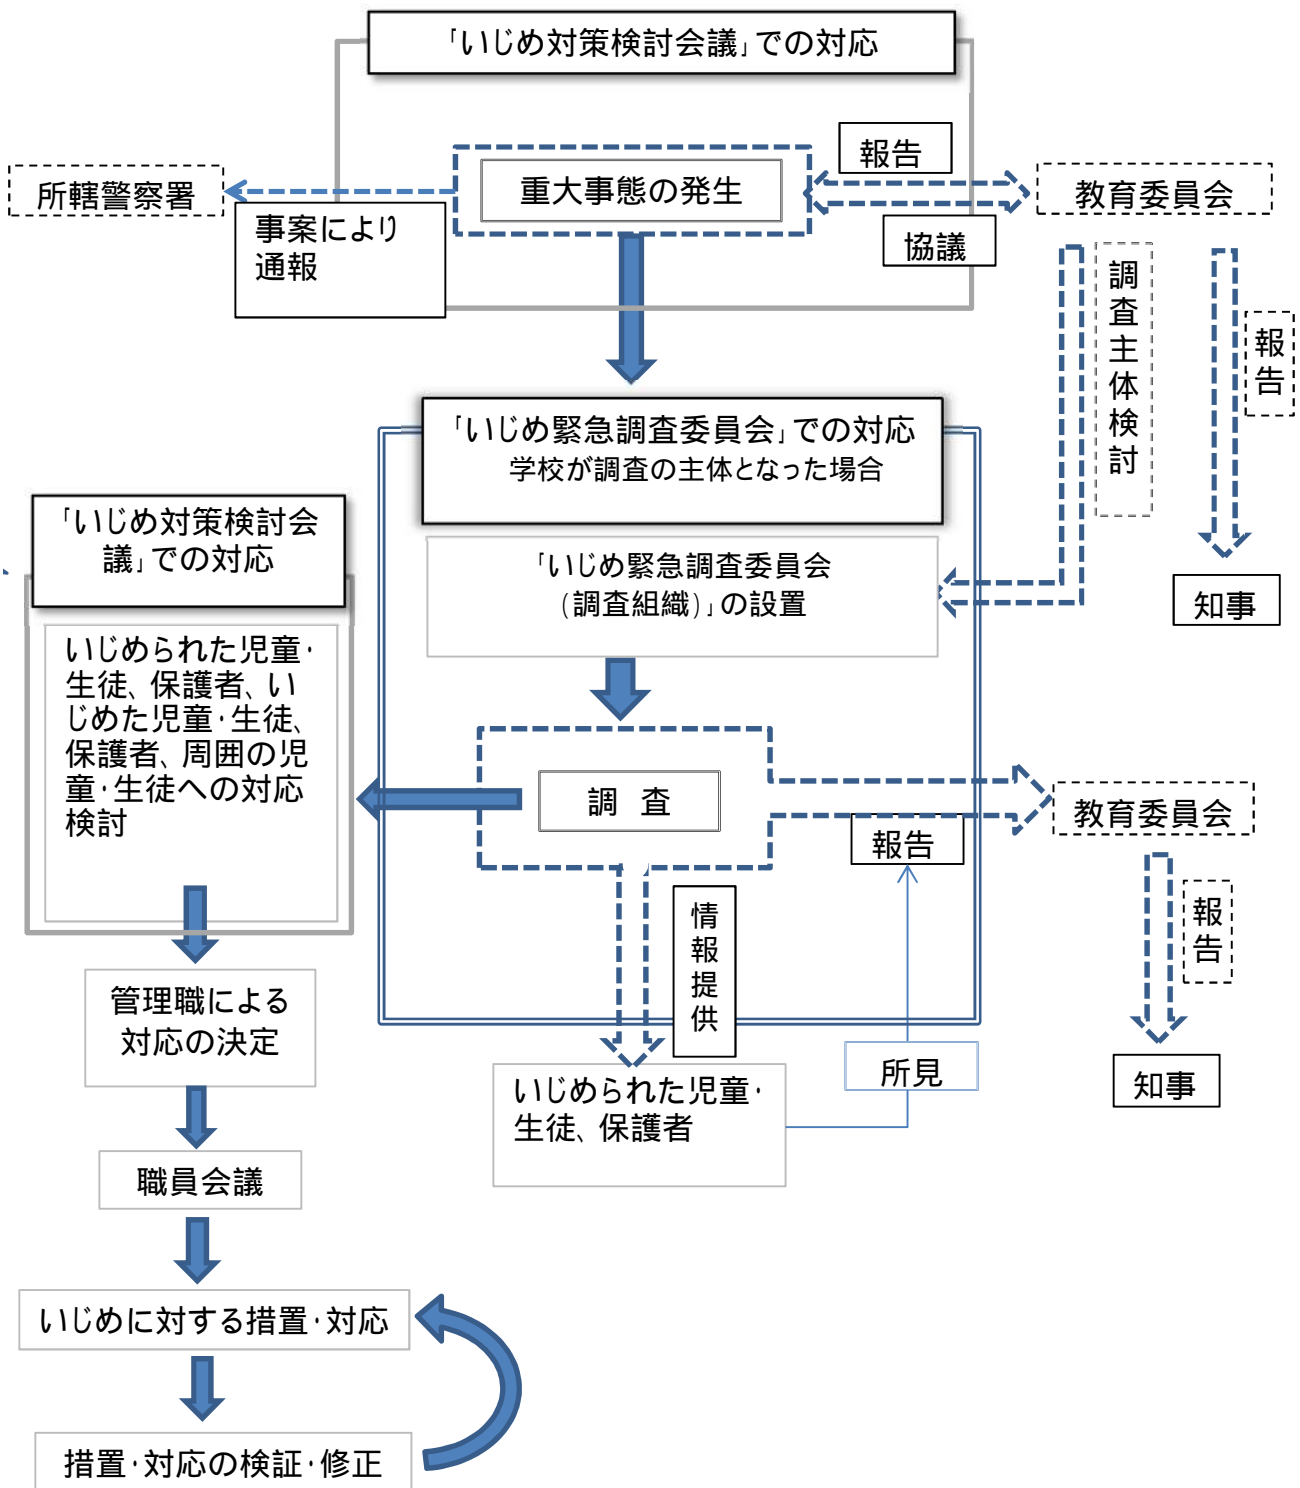 「いじめ対策検討会議」での対応
報告
重大事態の発生
所轄警察署
教育委員会
事案により
通報
協議
調査主体検討
報告
「いじめ緊急調査委員会」での対応
学校が調査の主体となった場合
「いじめ対策検討会
議」での対応
「いじめ緊急調査委員会
(調査組織)」の設置
知事
いじめられた児童・
生徒、保護者、い
じめた児童・生徒、
保護者、周囲の児
童・生徒への対応
検討
調 査
教育委員会
報告
情報提供
報告
管理職による
対応の決定
所見
知事
いじめられた児童・
生徒、保護者
職員会議
いじめに対する措置・対応
措置・対応の検証・修正